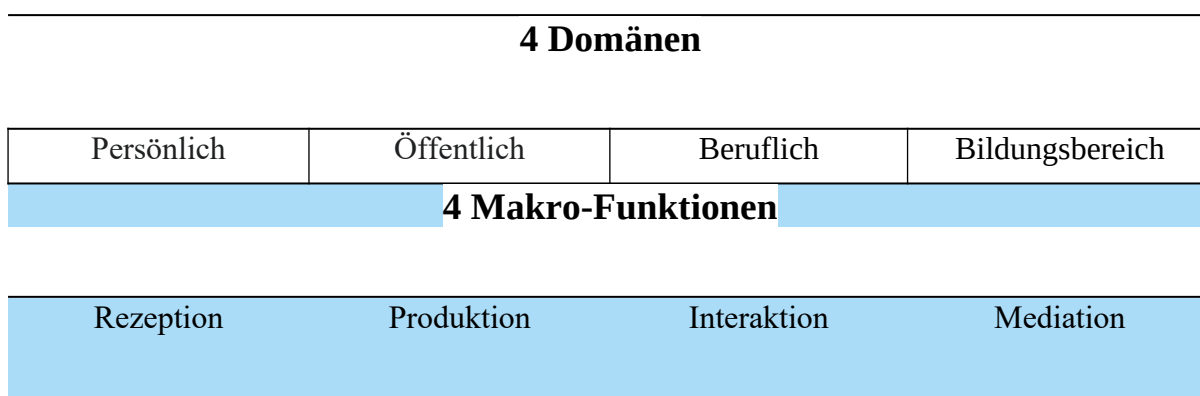 4 Domänen
Persönlich Öffentlich Beruflich Bildungsbereich
4 Makro-Funktionen
Rezeption Produktion Interaktion Mediation